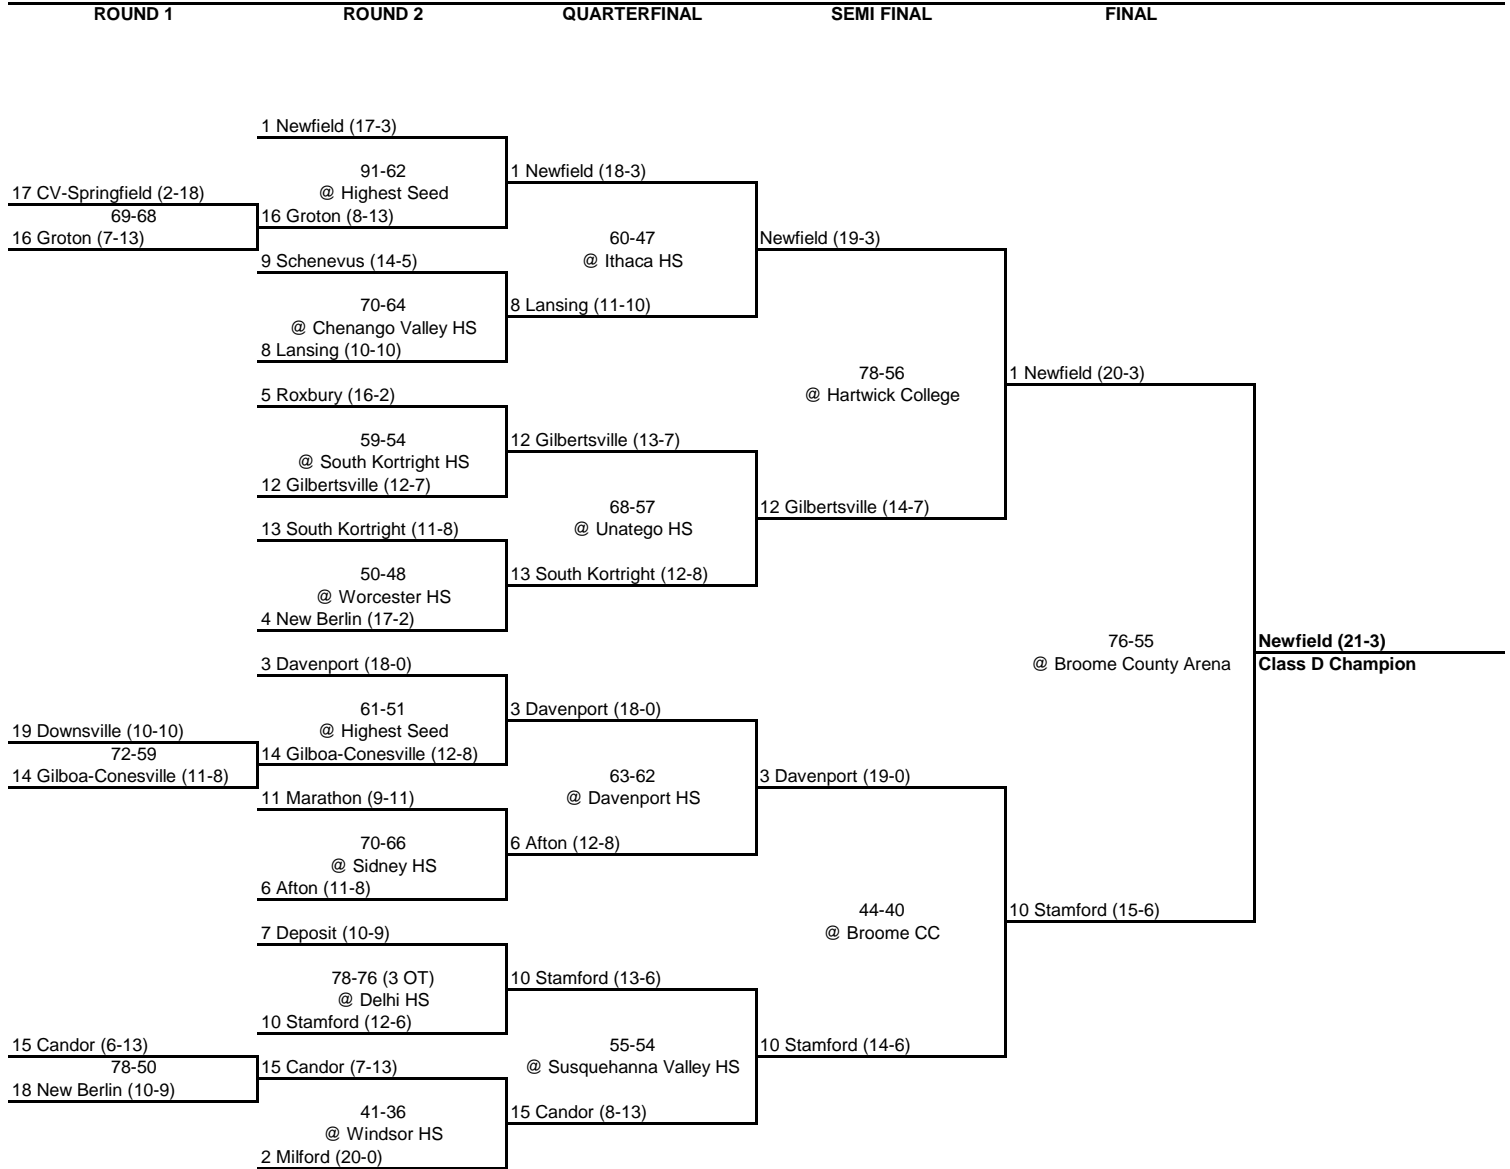 ROUND 1 ROUND 2 QUARTERFINAL SEMI FINAL FINAL
1 Newfield (17-3)
91-62
@ Highest Seed
1 Newfield (18-3)
17 CV-Springfield (2-18)
69-68
16 Groton (7-13)
16 Groton (8-13)
60-47
@ Ithaca HS
Newfield (19-3)
9 Schenevus (14-5)
70-64
@ Chenango Valley HS
8 Lansing (11-10)
8 Lansing (10-10)
78-56
@ Hartwick College
1 Newfield (20-3)
5 Roxbury (16-2)
59-54
@ South Kortright HS
12 Gilbertsville (13-7)
12 Gilbertsville (12-7)
68-57
@ Unatego HS
12 Gilbertsville (14-7)
13 South Kortright (11-8)
50-48
@ Worcester HS
13 South Kortright (12-8)
4 New Berlin (17-2)
76-55
@ Broome County Arena
Newfield (21-3)
Class D Champion
3 Davenport (18-0)
61-51
@ Highest Seed
3 Davenport (18-0)
19 Downsville (10-10)
72-59
14 Gilboa-Conesville (11-8)
14 Gilboa-Conesville (12-8)
63-62
@ Davenport HS
3 Davenport (19-0)
11 Marathon (9-11)
70-66
@ Sidney HS
6 Afton (12-8)
6 Afton (11-8)
44-40
@ Broome CC
10 Stamford (15-6)
7 Deposit (10-9)
78-76 (3 OT)
@ Delhi HS
10 Stamford (13-6)
10 Stamford (12-6)
55-54
@ Susquehanna Valley HS
10 Stamford (14-6)
15 Candor (6-13)
78-50
18 New Berlin (10-9)
15 Candor (7-13)
41-36
@ Windsor HS
15 Candor (8-13)
2 Milford (20-0)